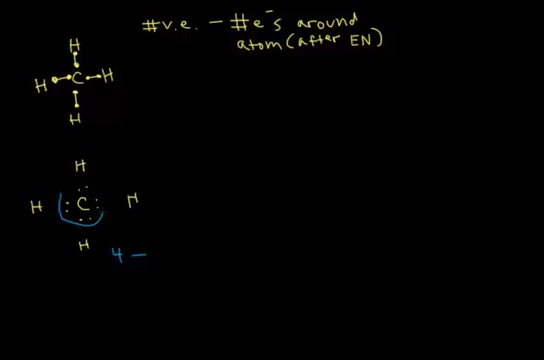 #v.e. - #e⁻s around
atom (after EN)
H
H C H
H
H
H C H
H
4 -